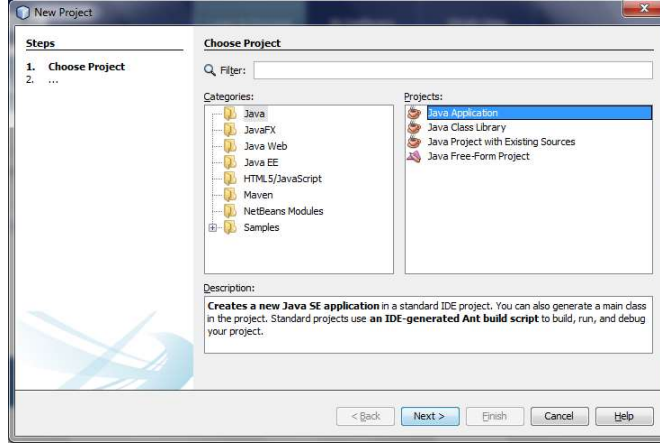 New Project
Steps
1. Choose Project
2. ...
Choose Project
Filter:
Categories:
Java
JavaFX
Java Web
Java EE
HTML5/JavaScript
Maven
NetBeans Modules
Samples
Projects:
Java Application
Java Class Library
Java Project with Existing Sources
Java Free-Form Project
Description:
Creates a new Java SE application in a standard IDE project. You can also generate a main class
in the project. Standard projects use an IDE-generated Ant build script to build, run, and debug
your project.
< Back
Next >
Finish
Cancel
Help